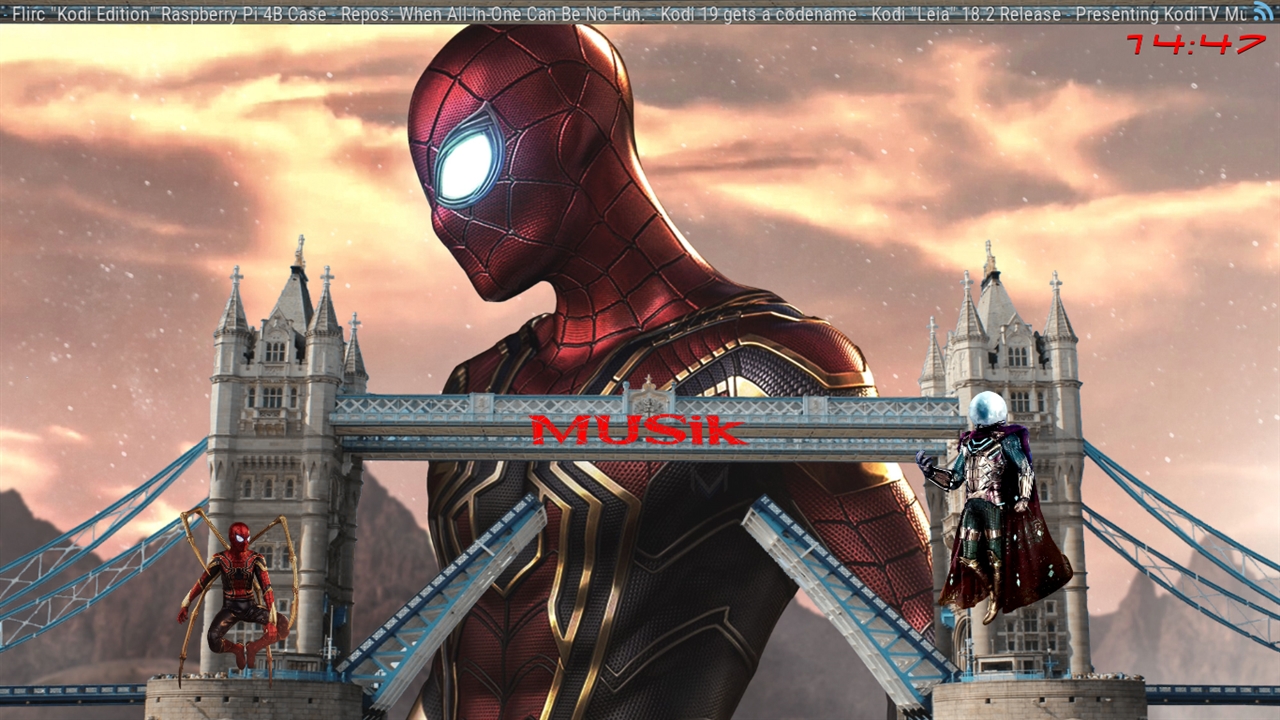 Flirc "Kodi Edition" Raspberry Pi 4B Case - Repos: When All-In-One Can Be No Fun. - Kodi 19 gets a codename - Kodi "Leia" 18.2 Release - Presenting KodiTV
14:47
MUSik